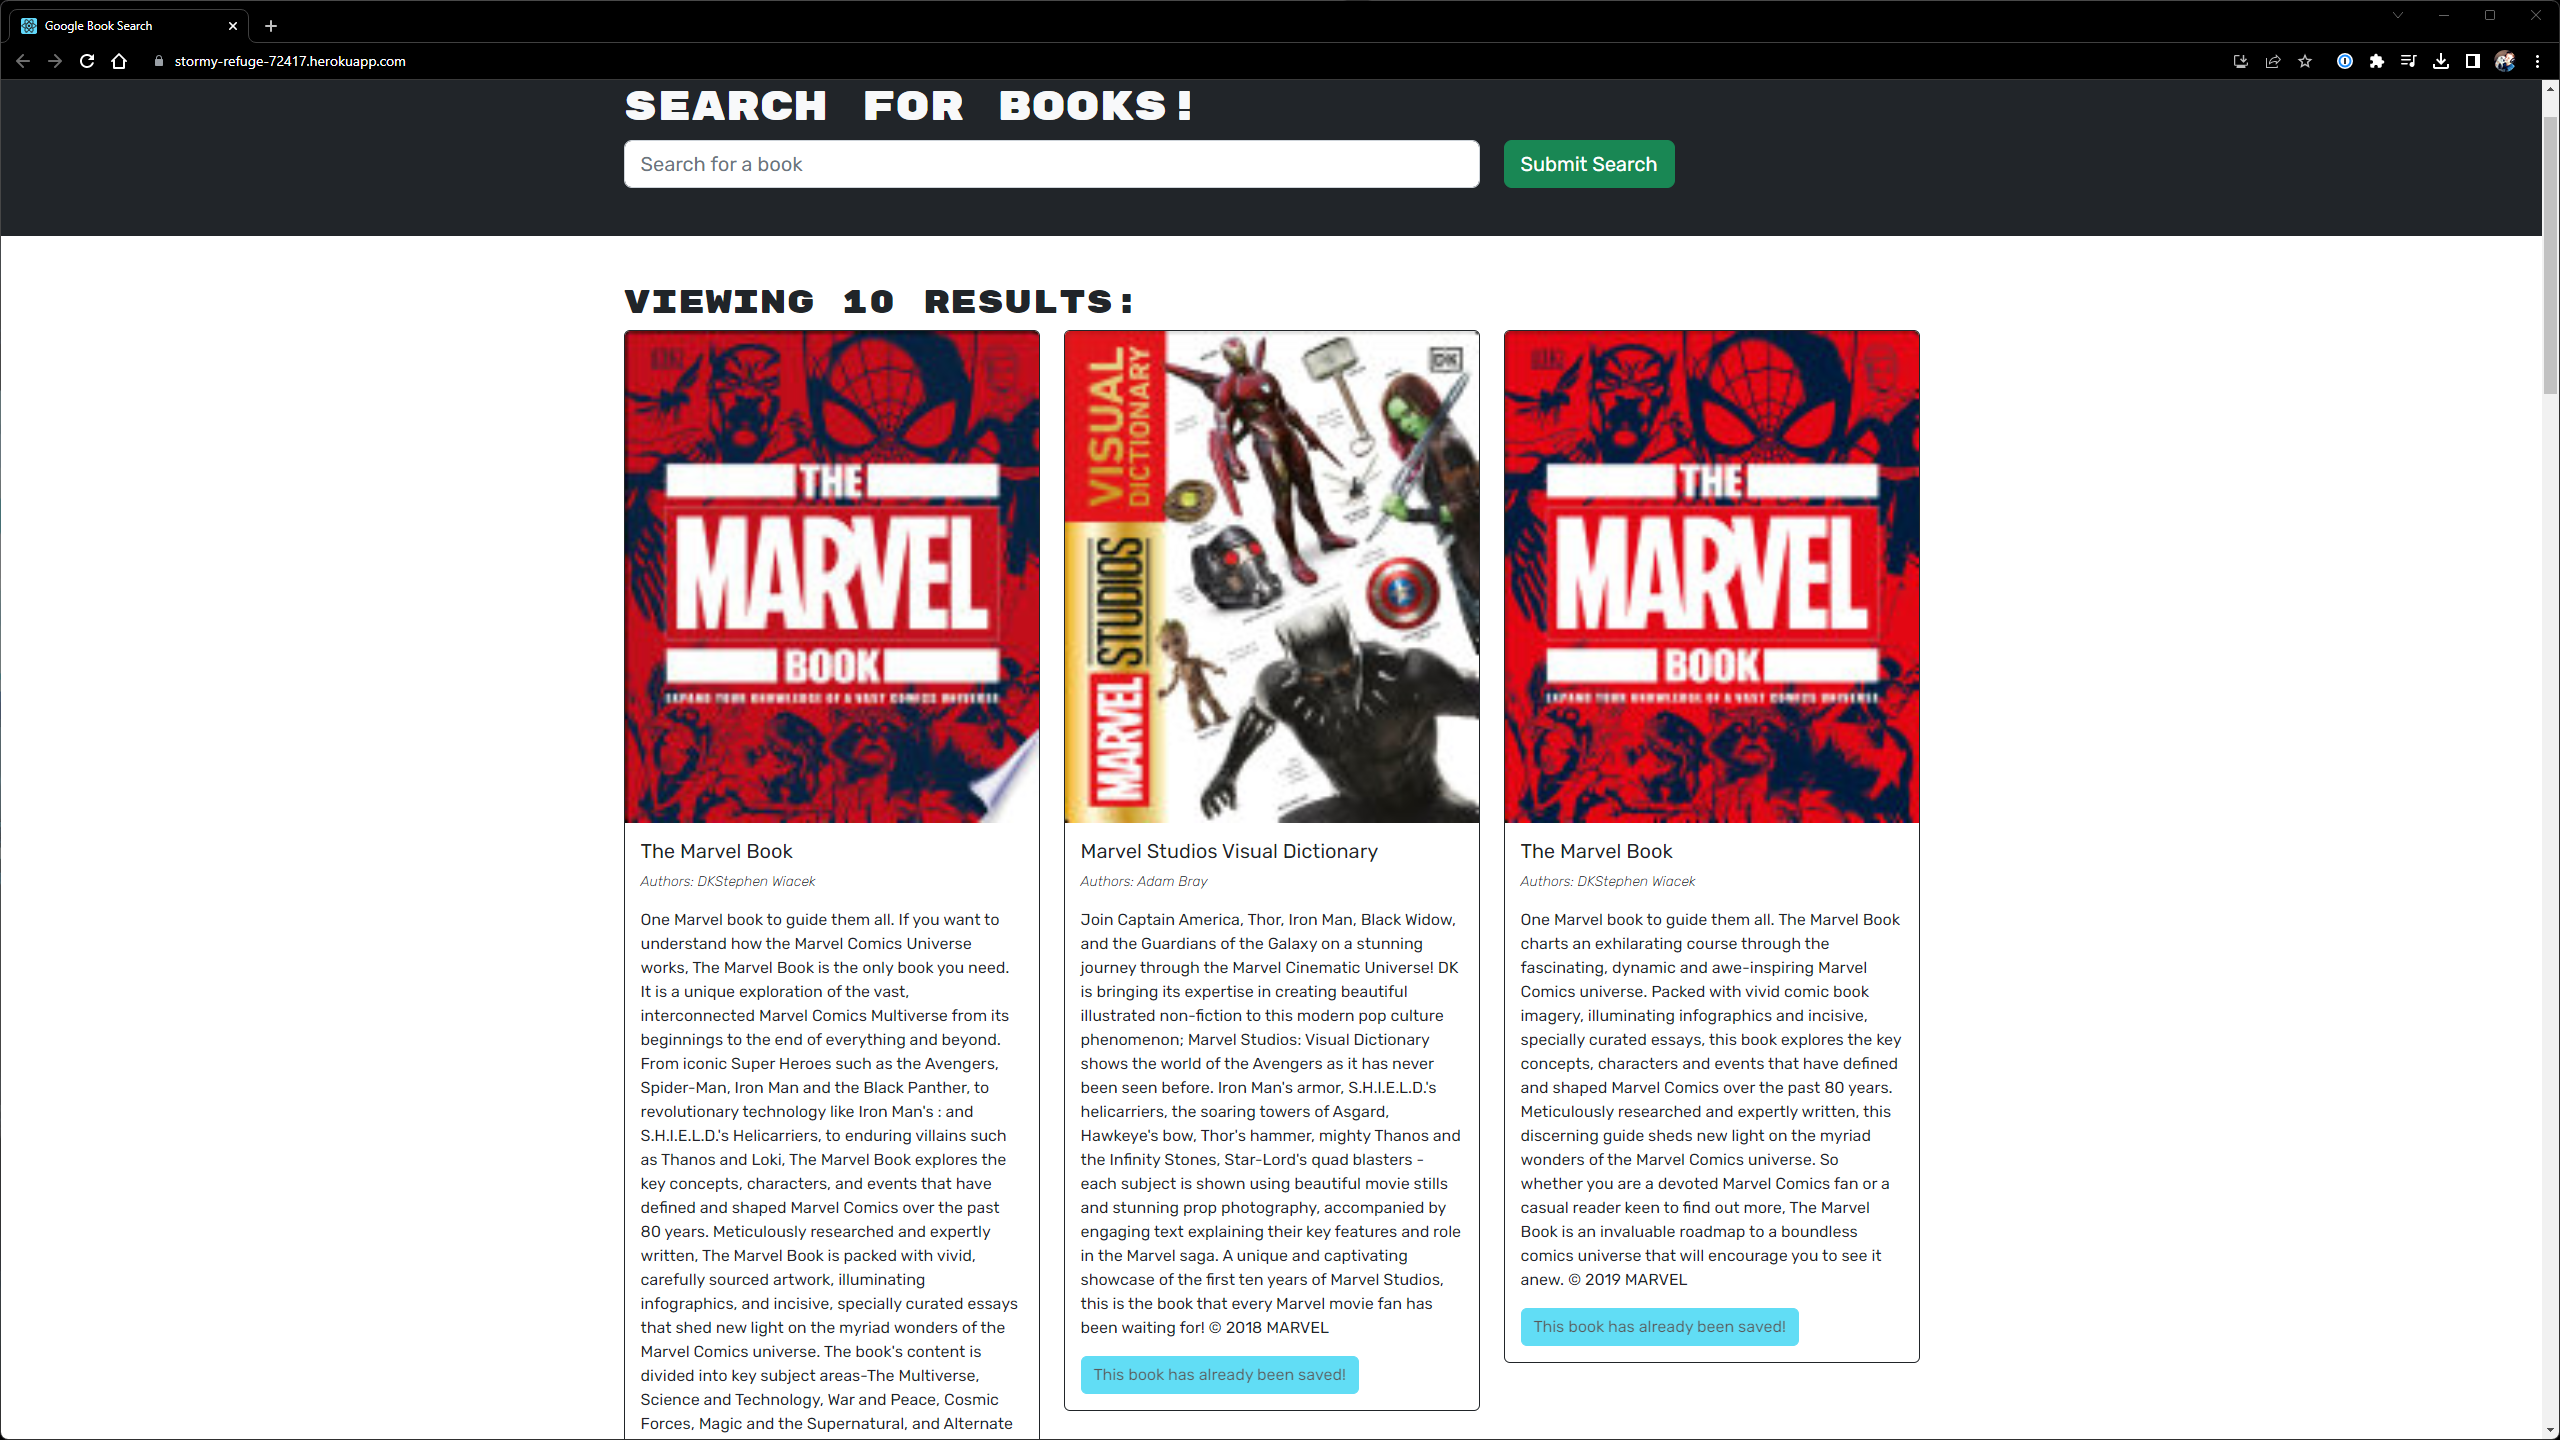 Google Book Search
stormy-refuge-72417.herokuapp.com
SEARCH FOR BOOKS!
Search for a book
Submit Search
VIEWING 10 RESULTS:
THE
MARVEL
BOOK
EXPAND YOUR KNOWLEDGE OF A VAST COMICS UNIVERSE
The Marvel Book
Authors: DKStephen Wiacek
One Marvel book to guide them all. If you want to
understand how the Marvel Comics Universe
works, The Marvel Book is the only book you need.
It is a unique exploration of the vast,
interconnected Marvel Comics Multiverse from its
beginnings to the end of everything and beyond.
From iconic Super Heroes such as the Avengers,
Spider-Man, Iron Man and the Black Panther, to
revolutionary technology like Iron Man's : and
S.H.I.E.L.D.'s Helicarriers, to enduring villains such
as Thanos and Loki, The Marvel Book explores the
key concepts, characters, and events that have
defined and shaped Marvel Comics over the past
80 years. Meticulously researched and expertly
written, The Marvel Book is packed with vivid,
carefully sourced artwork, illuminating
infographics, and incisive, specially curated essays
that shed new light on the myriad wonders of the
Marvel Comics universe. The book's content is
divided into key subject areas-The Multiverse,
Science and Technology, War and Peace, Cosmic
Forces, Magic and the Supernatural, and Alternate
VISUAL
DICTIONARY
MARVEL STUDIOS
DK
Marvel Studios Visual Dictionary
Authors: Adam Bray
Join Captain America, Thor, Iron Man, Black Widow,
and the Guardians of the Galaxy on a stunning
journey through the Marvel Cinematic Universe! DK
is bringing its expertise in creating beautiful
illustrated non-fiction to this modern pop culture
phenomenon; Marvel Studios: Visual Dictionary
shows the world of the Avengers as it has never
been seen before. Iron Man's armor, S.H.I.E.L.D.'s
helicarriers, the soaring towers of Asgard,
Hawkeye's bow, Thor's hammer, mighty Thanos and
the Infinity Stones, Star-Lord's quad blasters -
each subject is shown using beautiful movie stills
and stunning prop photography, accompanied by
engaging text explaining their key features and role
in the Marvel saga. A unique and captivating
showcase of the first ten years of Marvel Studios,
this is the book that every Marvel movie fan has
been waiting for! © 2018 MARVEL
This book has already been saved!
THE
MARVEL
BOOK
EXPAND YOUR KNOWLEDGE OF A VAST COMICS UNIVERSE
The Marvel Book
Authors: DKStephen Wiacek
One Marvel book to guide them all. The Marvel Book
charts an exhilarating course through the
fascinating, dynamic and awe-inspiring Marvel
Comics universe. Packed with vivid comic book
imagery, illuminating infographics and incisive,
specially curated essays, this book explores the key
concepts, characters and events that have defined
and shaped Marvel Comics over the past 80 years.
Meticulously researched and expertly written, this
discerning guide sheds new light on the myriad
wonders of the Marvel Comics universe. So
whether you are a devoted Marvel Comics fan or a
casual reader keen to find out more, The Marvel
Book is an invaluable roadmap to a boundless
comics universe that will encourage you to see it
anew. © 2019 MARVEL
This book has already been saved!